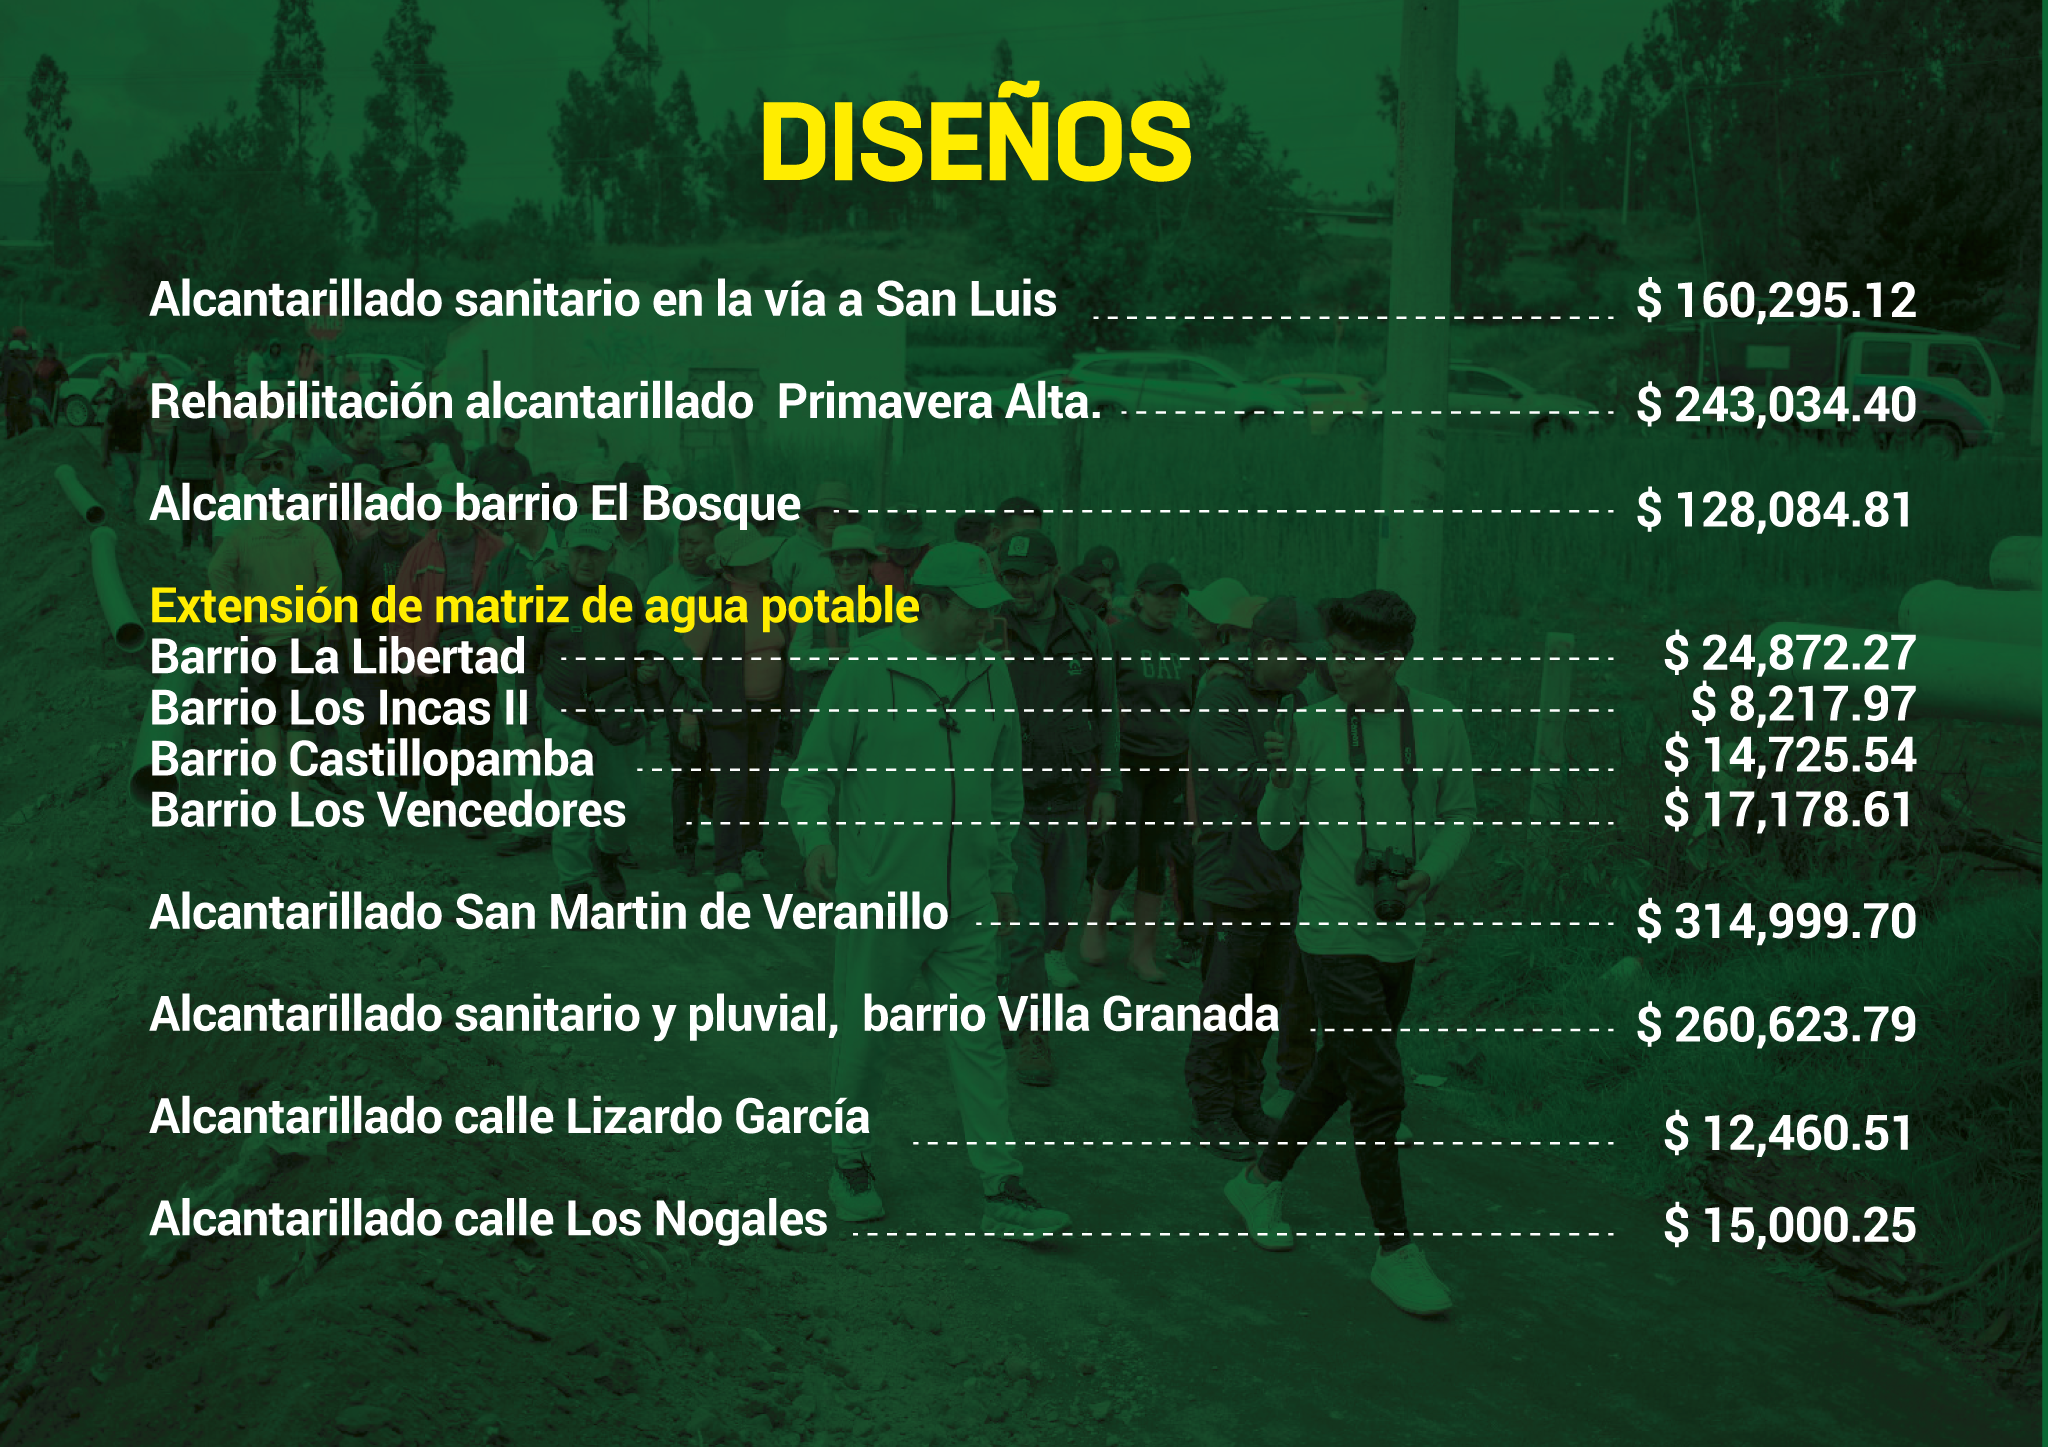 DISEÑOS
Alcantarillado sanitario en la vía a San Luis $ 160,295.12
Rehabilitación alcantarillado Primavera Alta. $ 243,034.40
Alcantarillado barrio El Bosque $ 128,084.81
Extensión de matriz de agua potable
Barrio La Libertad $ 24,872.27
Barrio Los Incas II $ 8,217.97
Barrio Castillopamba $ 14,725.54
Barrio Los Vencedores $ 17,178.61
Alcantarillado San Martin de Veranillo $ 314,999.70
Alcantarillado sanitario y pluvial, barrio Villa Granada $ 260,623.79
Alcantarillado calle Lizardo García $ 12,460.51
Alcantarillado calle Los Nogales $ 15,000.25